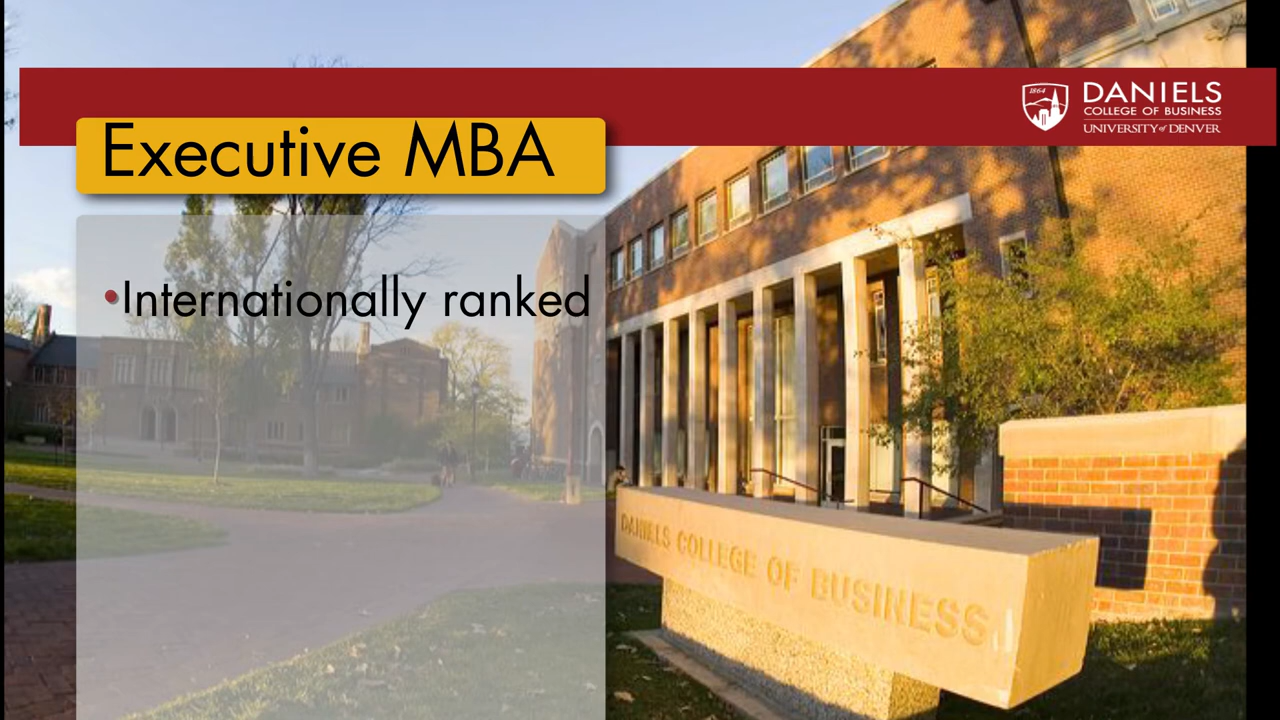 1864
DANIELS
COLLEGE OF BUSINESS
UNIVERSITY of DENVER
Executive MBA
•Internationally ranked
DANIELS COLLEGE OF BUSINESS